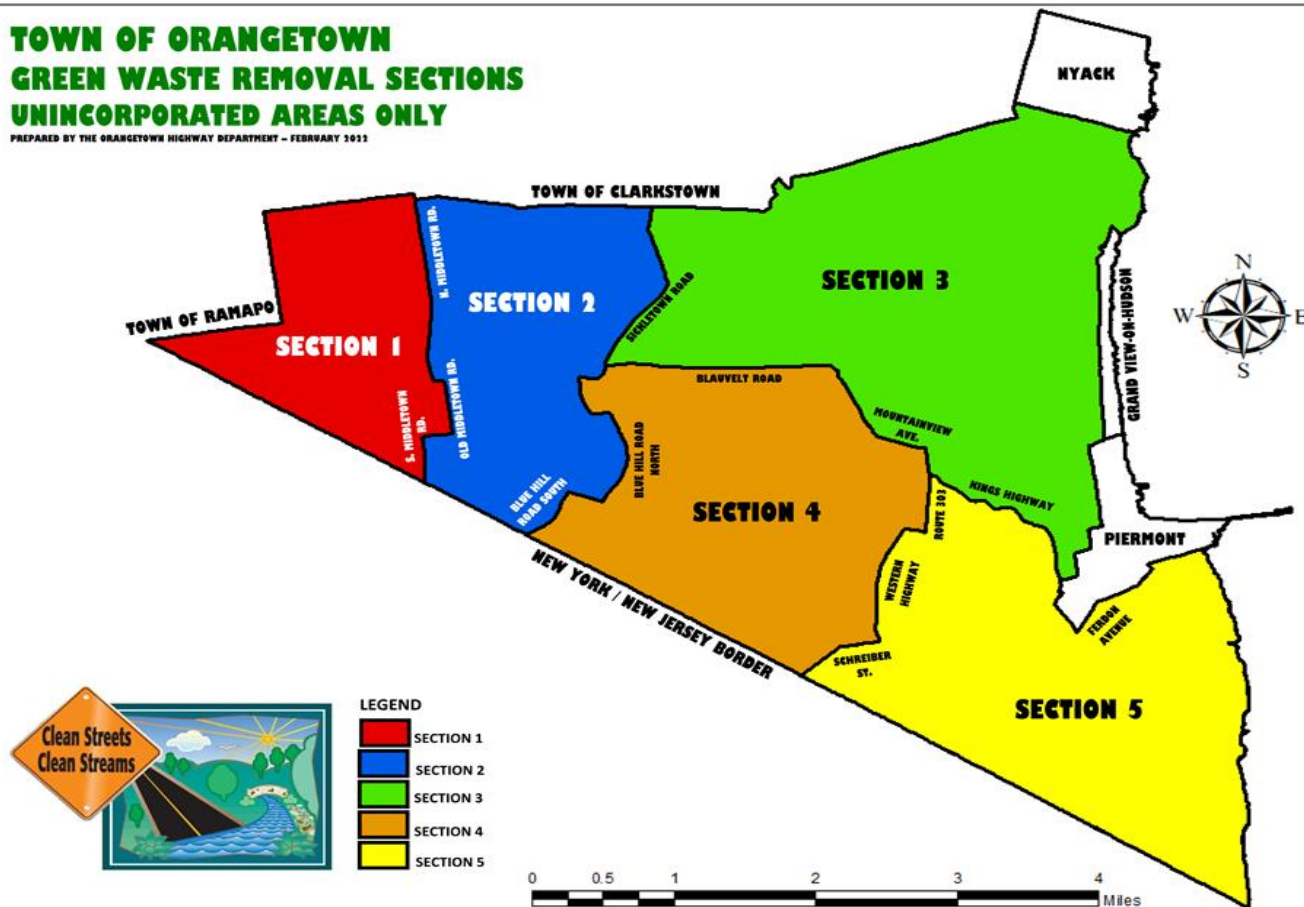 TOWN OF ORANGETOWN
GREEN WASTE REMOVAL SECTIONS
UNINCORPORATED AREAS ONLY
PREPARED BY THE ORANGETOWN HIGHWAY DEPARTMENT – FEBRUARY 2022
NYACK
TOWN OF CLARKSTOWN
N. MIDDLETOWN RD.
SECTION 3
SECTION 2
SICKLETOWN ROAD
TOWN OF RAMAPO
SECTION 1
GRAND VIEW-ON-HUDSON
N
W
E
S
BLAUVELT ROAD
S. MIDDLETOWN
RD.
OLD MIDDLETOWN RD.
MOUNTAINVIEW
AVE.
BLUE HILL ROAD
NORTH
BLUE HILL
ROAD SOUTH
KINGS HIGHWAY
ROUTE 303
SECTION 4
PIERMONT
NEW YORK / NEW JERSEY BORDER
WESTERN
HIGHWAY
FERDON
AVENUE
SCHREIBER
ST.
SECTION 5
Clean Streets
Clean Streams
LEGEND
SECTION 1
SECTION 2
SECTION 3
SECTION 4
SECTION 5
0 0.5 1 2 3 4
Miles